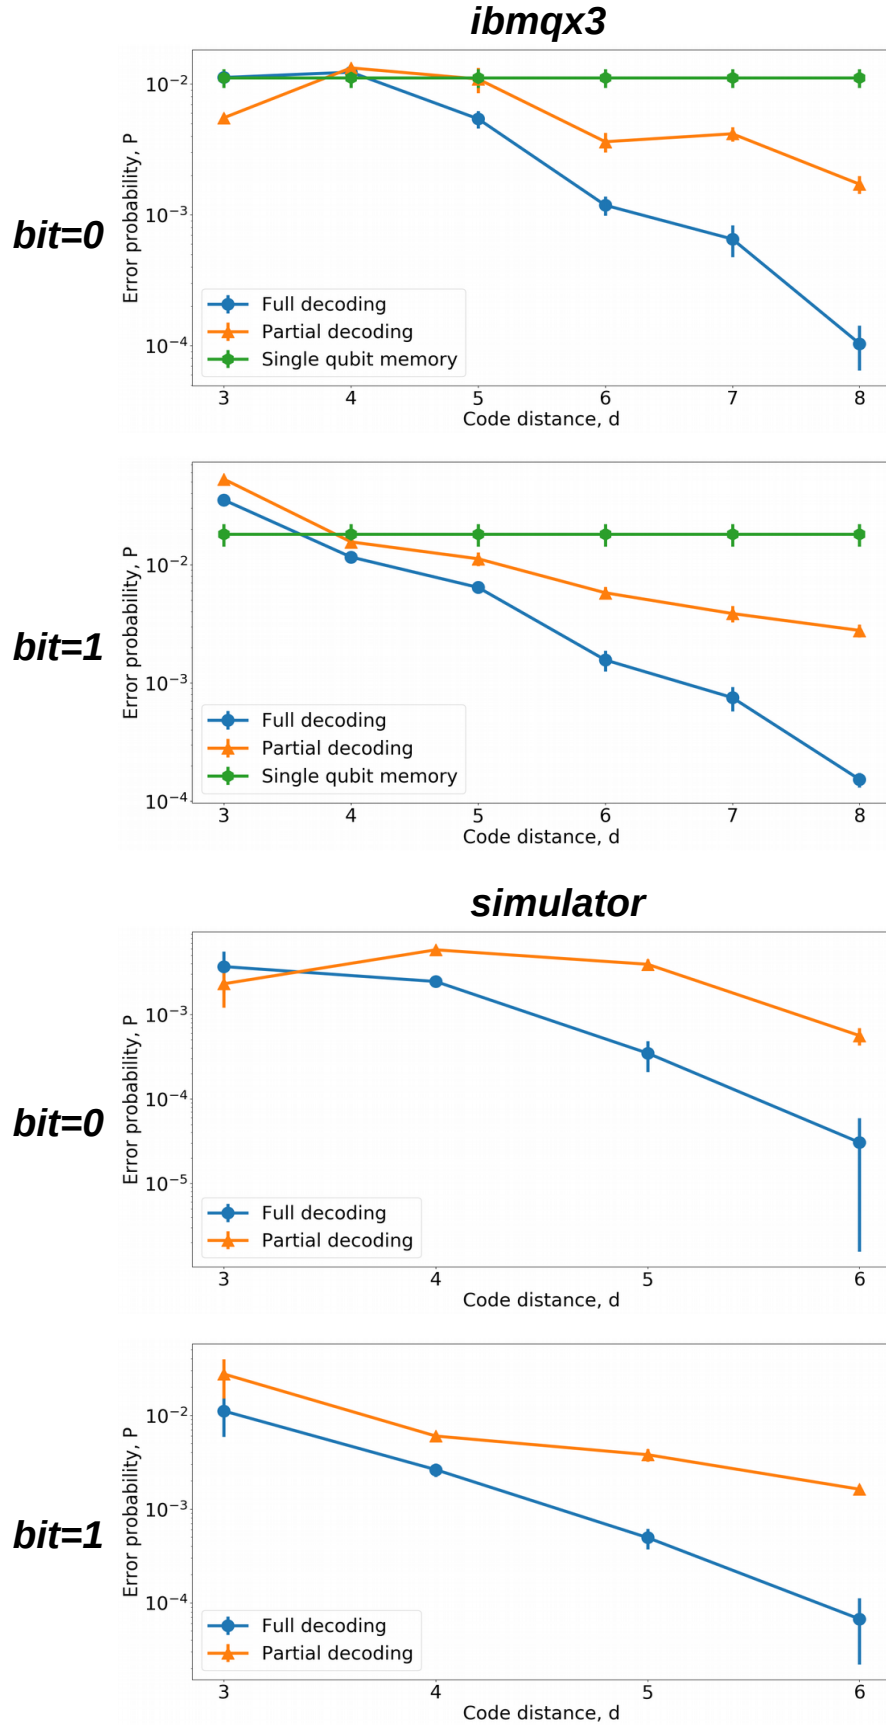 ibmqx3
bit=0
Error probability, P
10⁻²
10⁻³
10⁻⁴
Full decoding
Partial decoding
Single qubit memory
3 4 5 6 7 8
Code distance, d
bit=1
Error probability, P
10⁻²
10⁻³
10⁻⁴
Full decoding
Partial decoding
Single qubit memory
3 4 5 6 7 8
Code distance, d
simulator
bit=0
Error probability, P
10⁻³
10⁻⁴
10⁻⁵
Full decoding
Partial decoding
3 4 5 6
Code distance, d
bit=1
Error probability, P
10⁻²
10⁻³
10⁻⁴
Full decoding
Partial decoding
3 4 5 6
Code distance, d